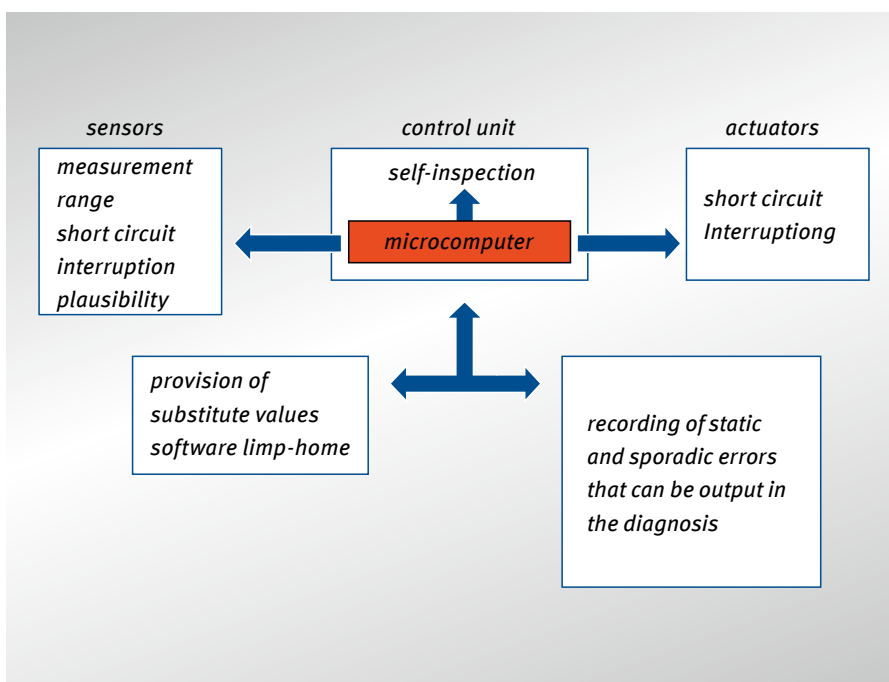 sensors
measurement
range
short circuit
interruption
plausibility
control unit
self-inspection
microcomputer
actuators
short circuit
Interruptiong
provision of
substitute values
software limp-home
recording of static
and sporadic errors
that can be output in
the diagnosis